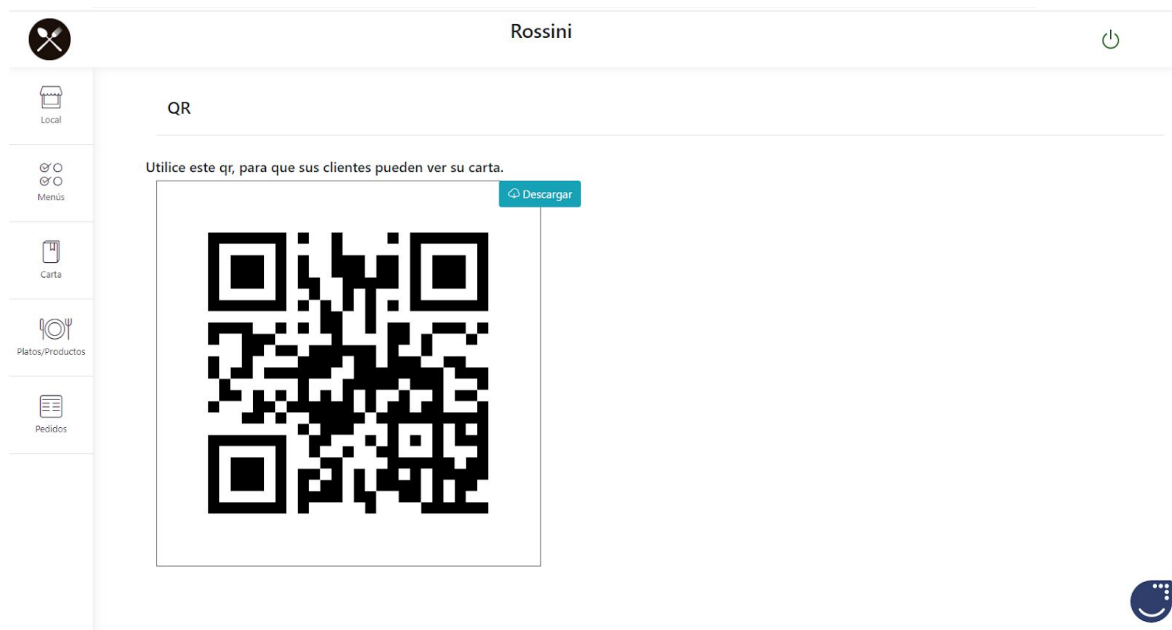 Rossini
Local
Menús
Carta
Platos/Productos
Pedidos
QR
Utilice este qr, para que sus clientes pueden ver su carta.
Descargar